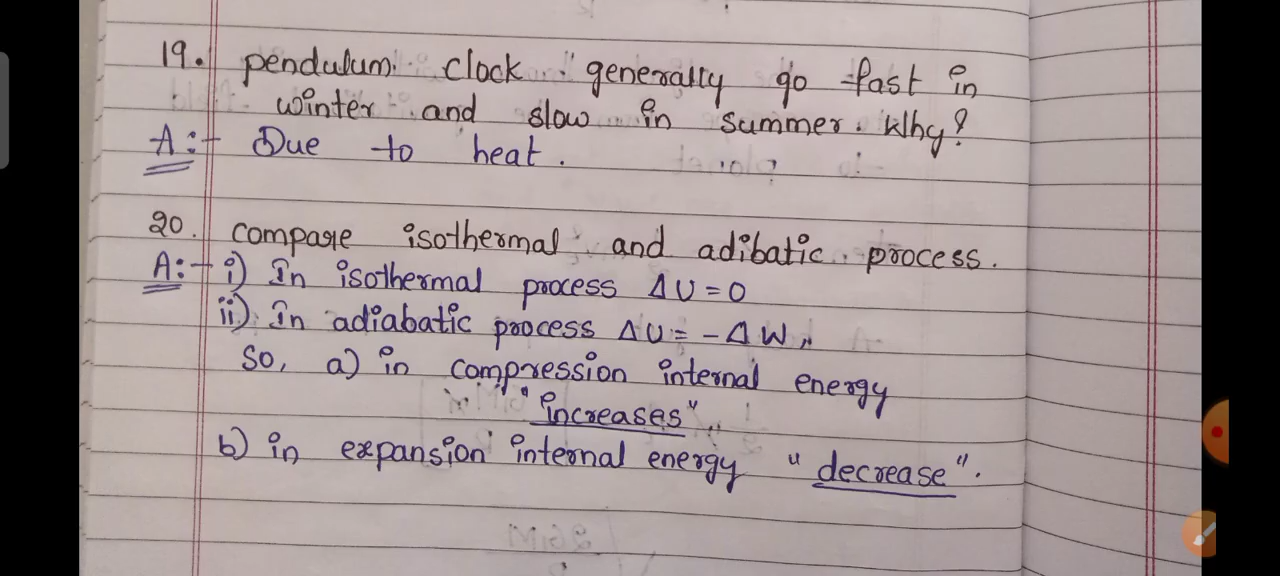 19. pendulum clock generally go fast in
winter and slow in summer. Why?
A:- Due to heat.
20. compare isothermal and adibatic process.
A:- i) In isothermal process ΔU = 0
ii) In adiabatic process ΔU = -ΔW,,
so, a) in compression internal energy
"increases",,
b) in expansion internal energy "decrease".